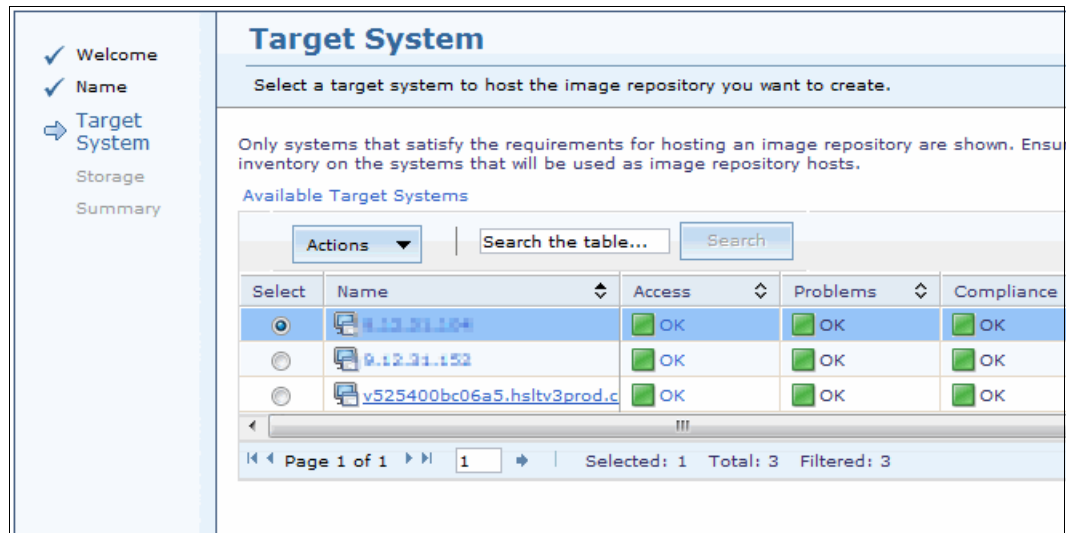 Target System
Welcome
Name
Select a target system to host the image repository you want to create.
Target
System
Only systems that satisfy the requirements for hosting an image repository are shown. Ensu
inventory on the systems that will be used as image repository hosts.
Storage
Summary
Available Target Systems
Actions Search the table... Search
Select Name Access Problems Compliance
OK OK OK
OK OK OK
v525400bc06a5.hsltv3prod.c OK OK OK
Page 1 of 1 1 Selected: 1 Total: 3 Filtered: 3